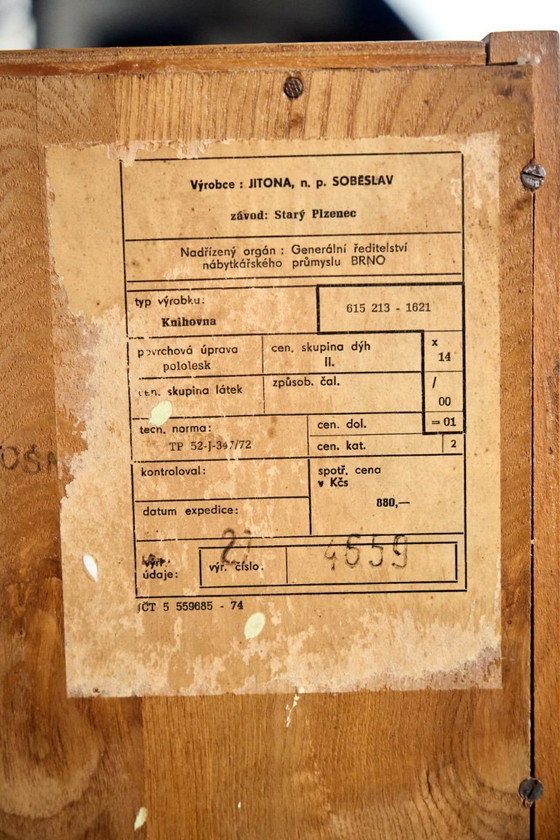 Výrobce : JITONA, n. p. SOBĚSLAV
závod: Starý Plzenec
Nadřízený orgán : Generální ředitelství
nábytkářského průmyslu BRNO
typ výrobku:
Knihovna
615 213 - 1621
povrchová úprava
pololesk
cen. skupina dýh
II.
x
14
cen. skupina látek
způsob. čal.
/
00
= 01
techn. norma:
TP 52-J-347/72
cen. dol.
cen. kat.
2
kontroloval:
spotř. cena
v Kčs
880,—
datum expedice:
údaje:
výr. číslo:
4559
IČT 5 559685 - 74